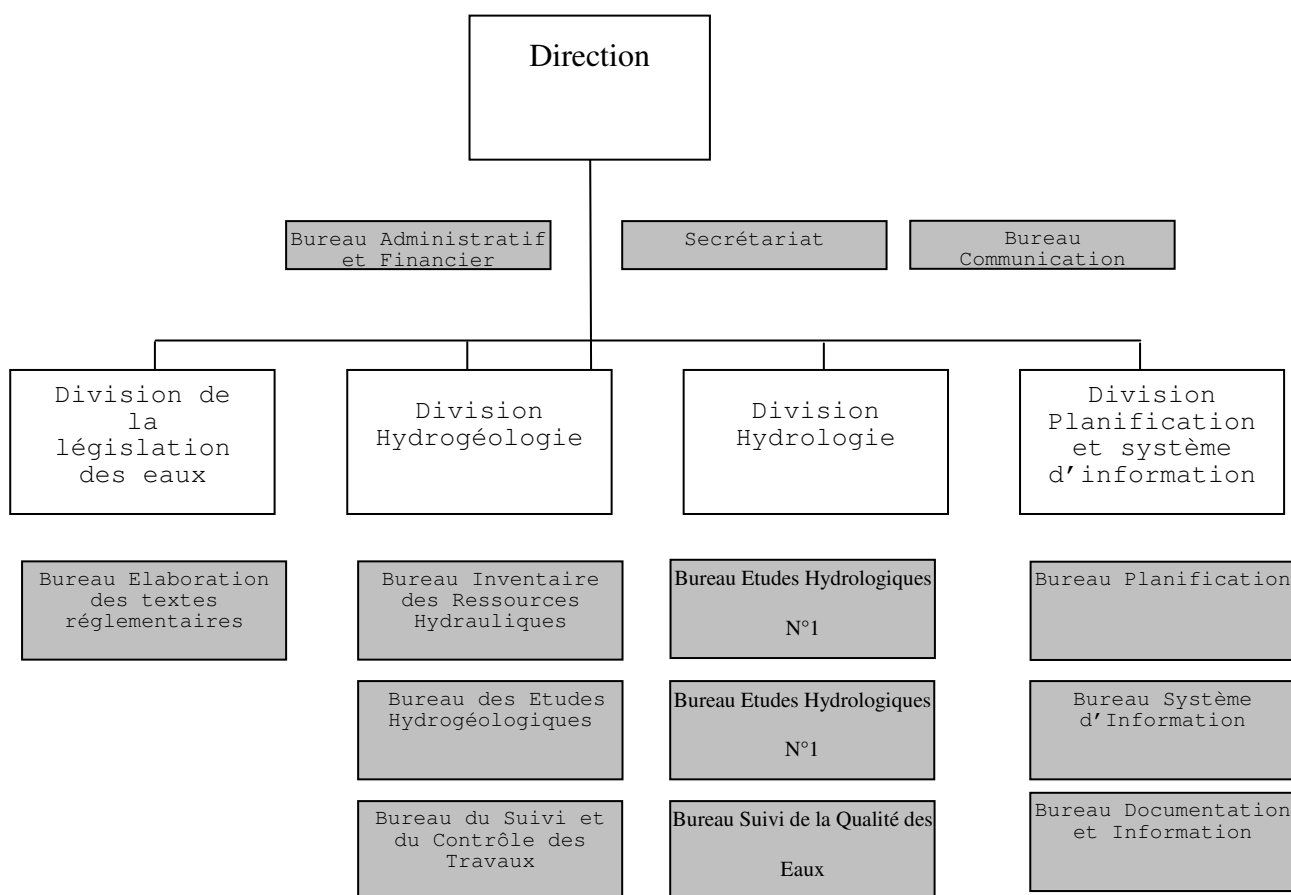 Direction
Bureau Administratif
et Financier
Secrétariat
Bureau
Communication
Division de
la
législation
des eaux
Division
Hydrogéologie
Division
Hydrologie
Division
Planification
et système
d’information
Bureau Elaboration
des textes
réglementaires
Bureau Inventaire
des Ressources
Hydrauliques
Bureau Etudes Hydrologiques
N°1
Bureau Planification
Bureau des Etudes
Hydrogéologiques
Bureau Etudes Hydrologiques
N°1
Bureau Système
d’Information
Bureau du Suivi et
du Contrôle des
Travaux
Bureau Suivi de la Qualité des
Eaux
Bureau Documentation
et Information